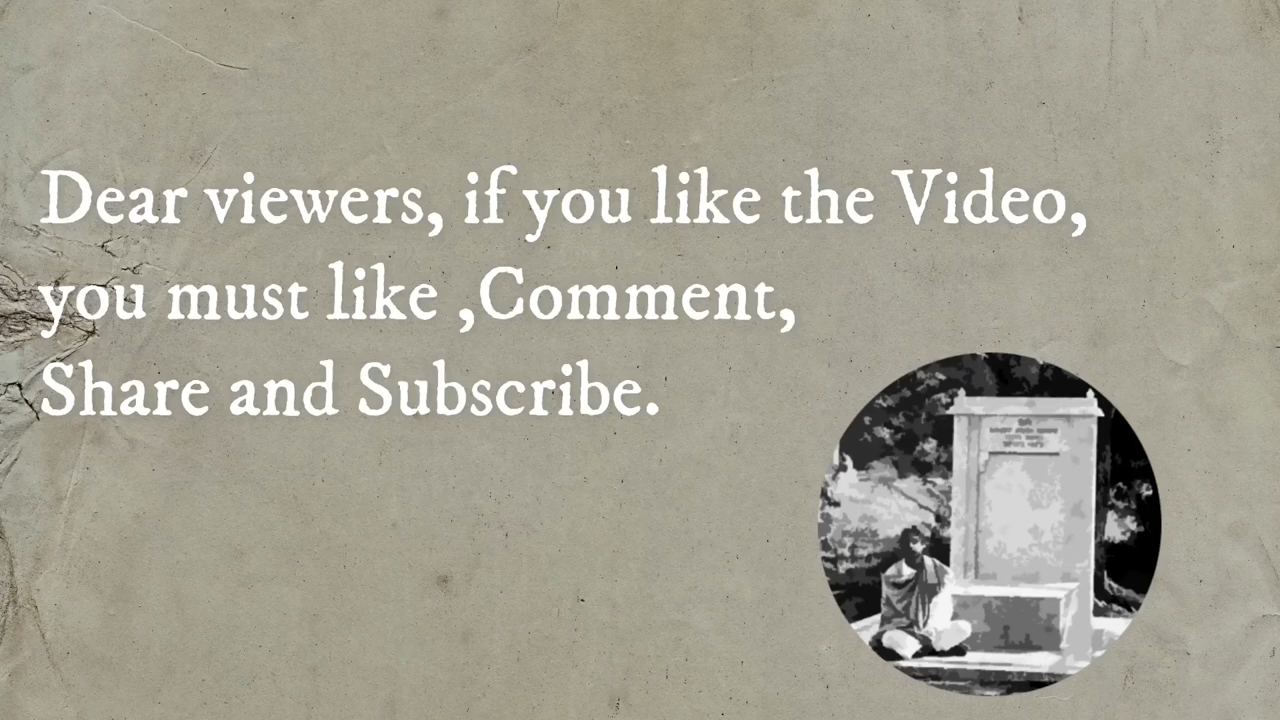 Dear viewers, if you like the Video,
you must like ,Comment,
Share and Subscribe.